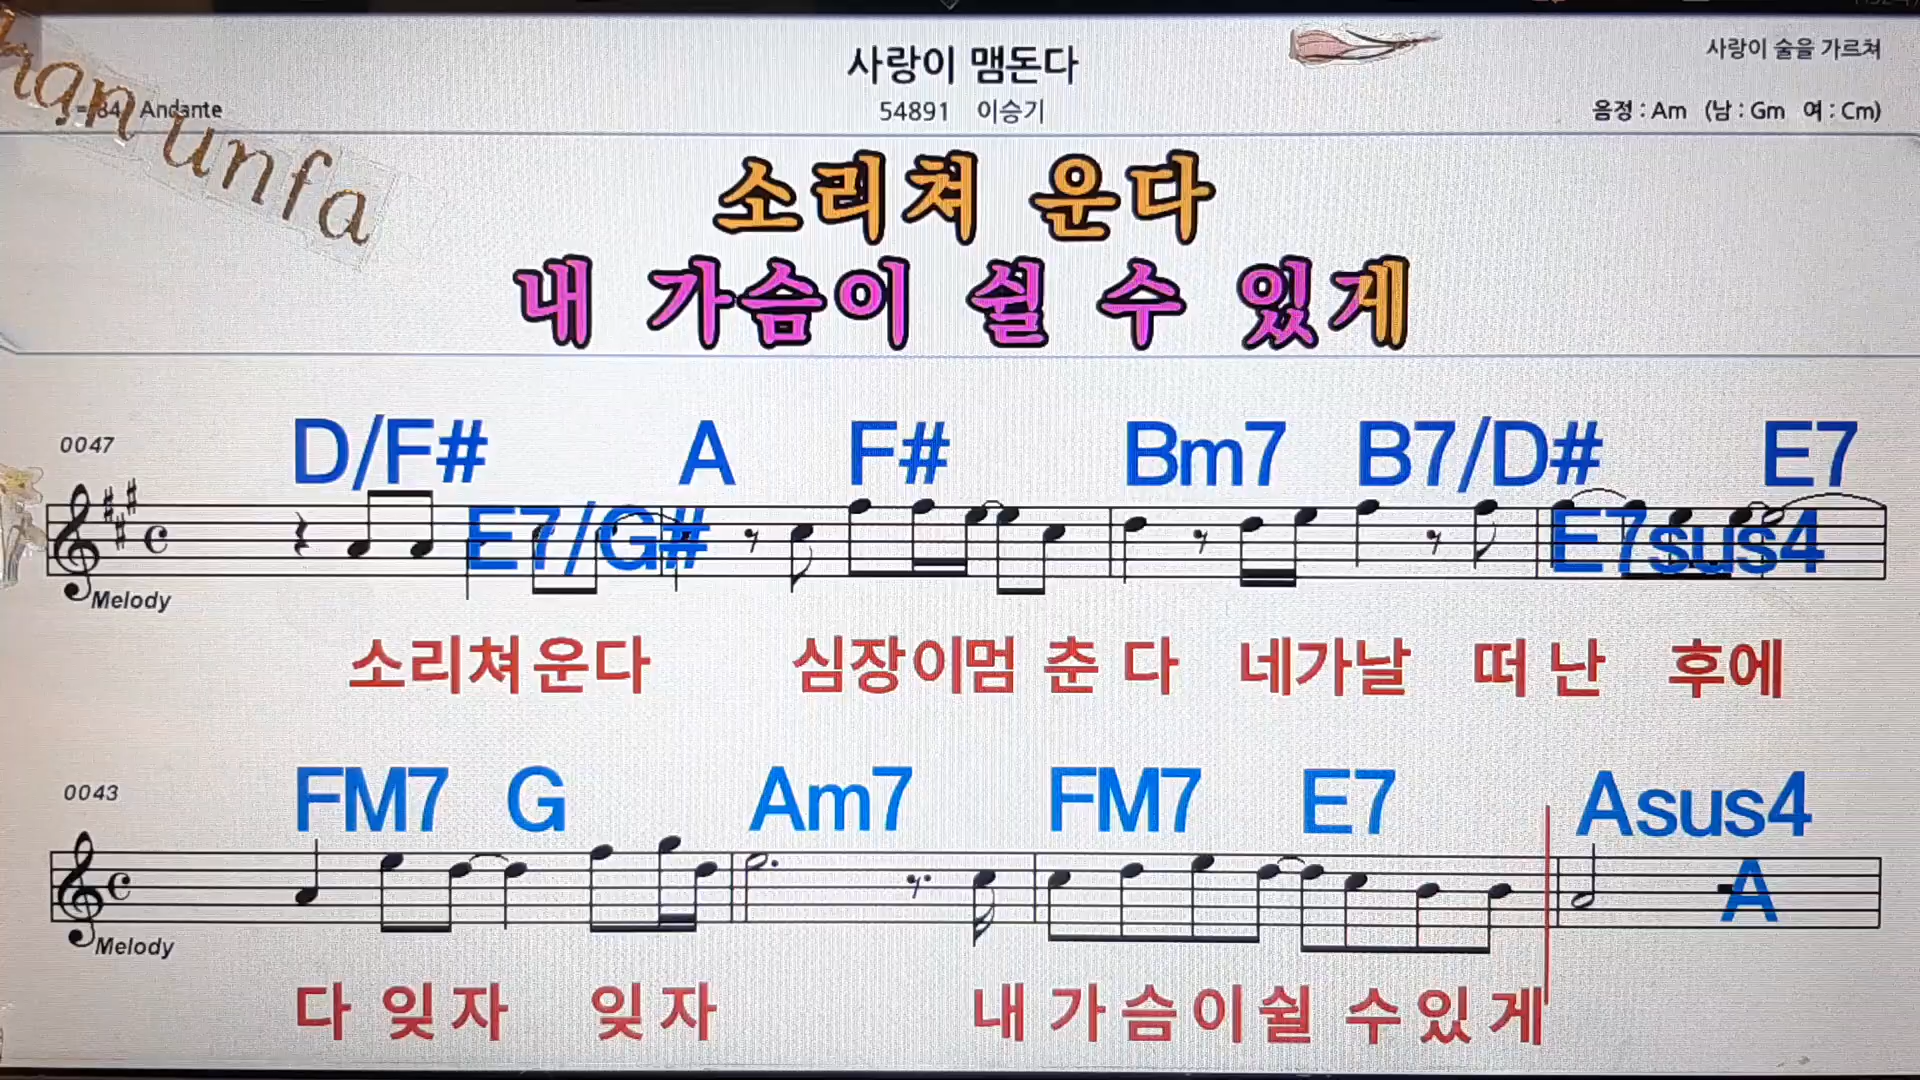 사랑이 맴돈다
사랑이 술을 가르쳐
= 84 Andante
54891 이승기
음정 : Am (남 : Gm 여 : Cm)
han unfa
소리쳐 운다
내 가슴이 쉴 수 있게
0047
D/F# E7/G# A F# Bm7 B7/D# E7sus4 E7
Melody
소리쳐운다 심장이멈 춘 다 네가날 떠 난 후에
0043
FM7 G Am7 FM7 E7 Asus4 A
Melody
다 잊 자 잊 자 내 가 슴 이 쉴 수 있 게